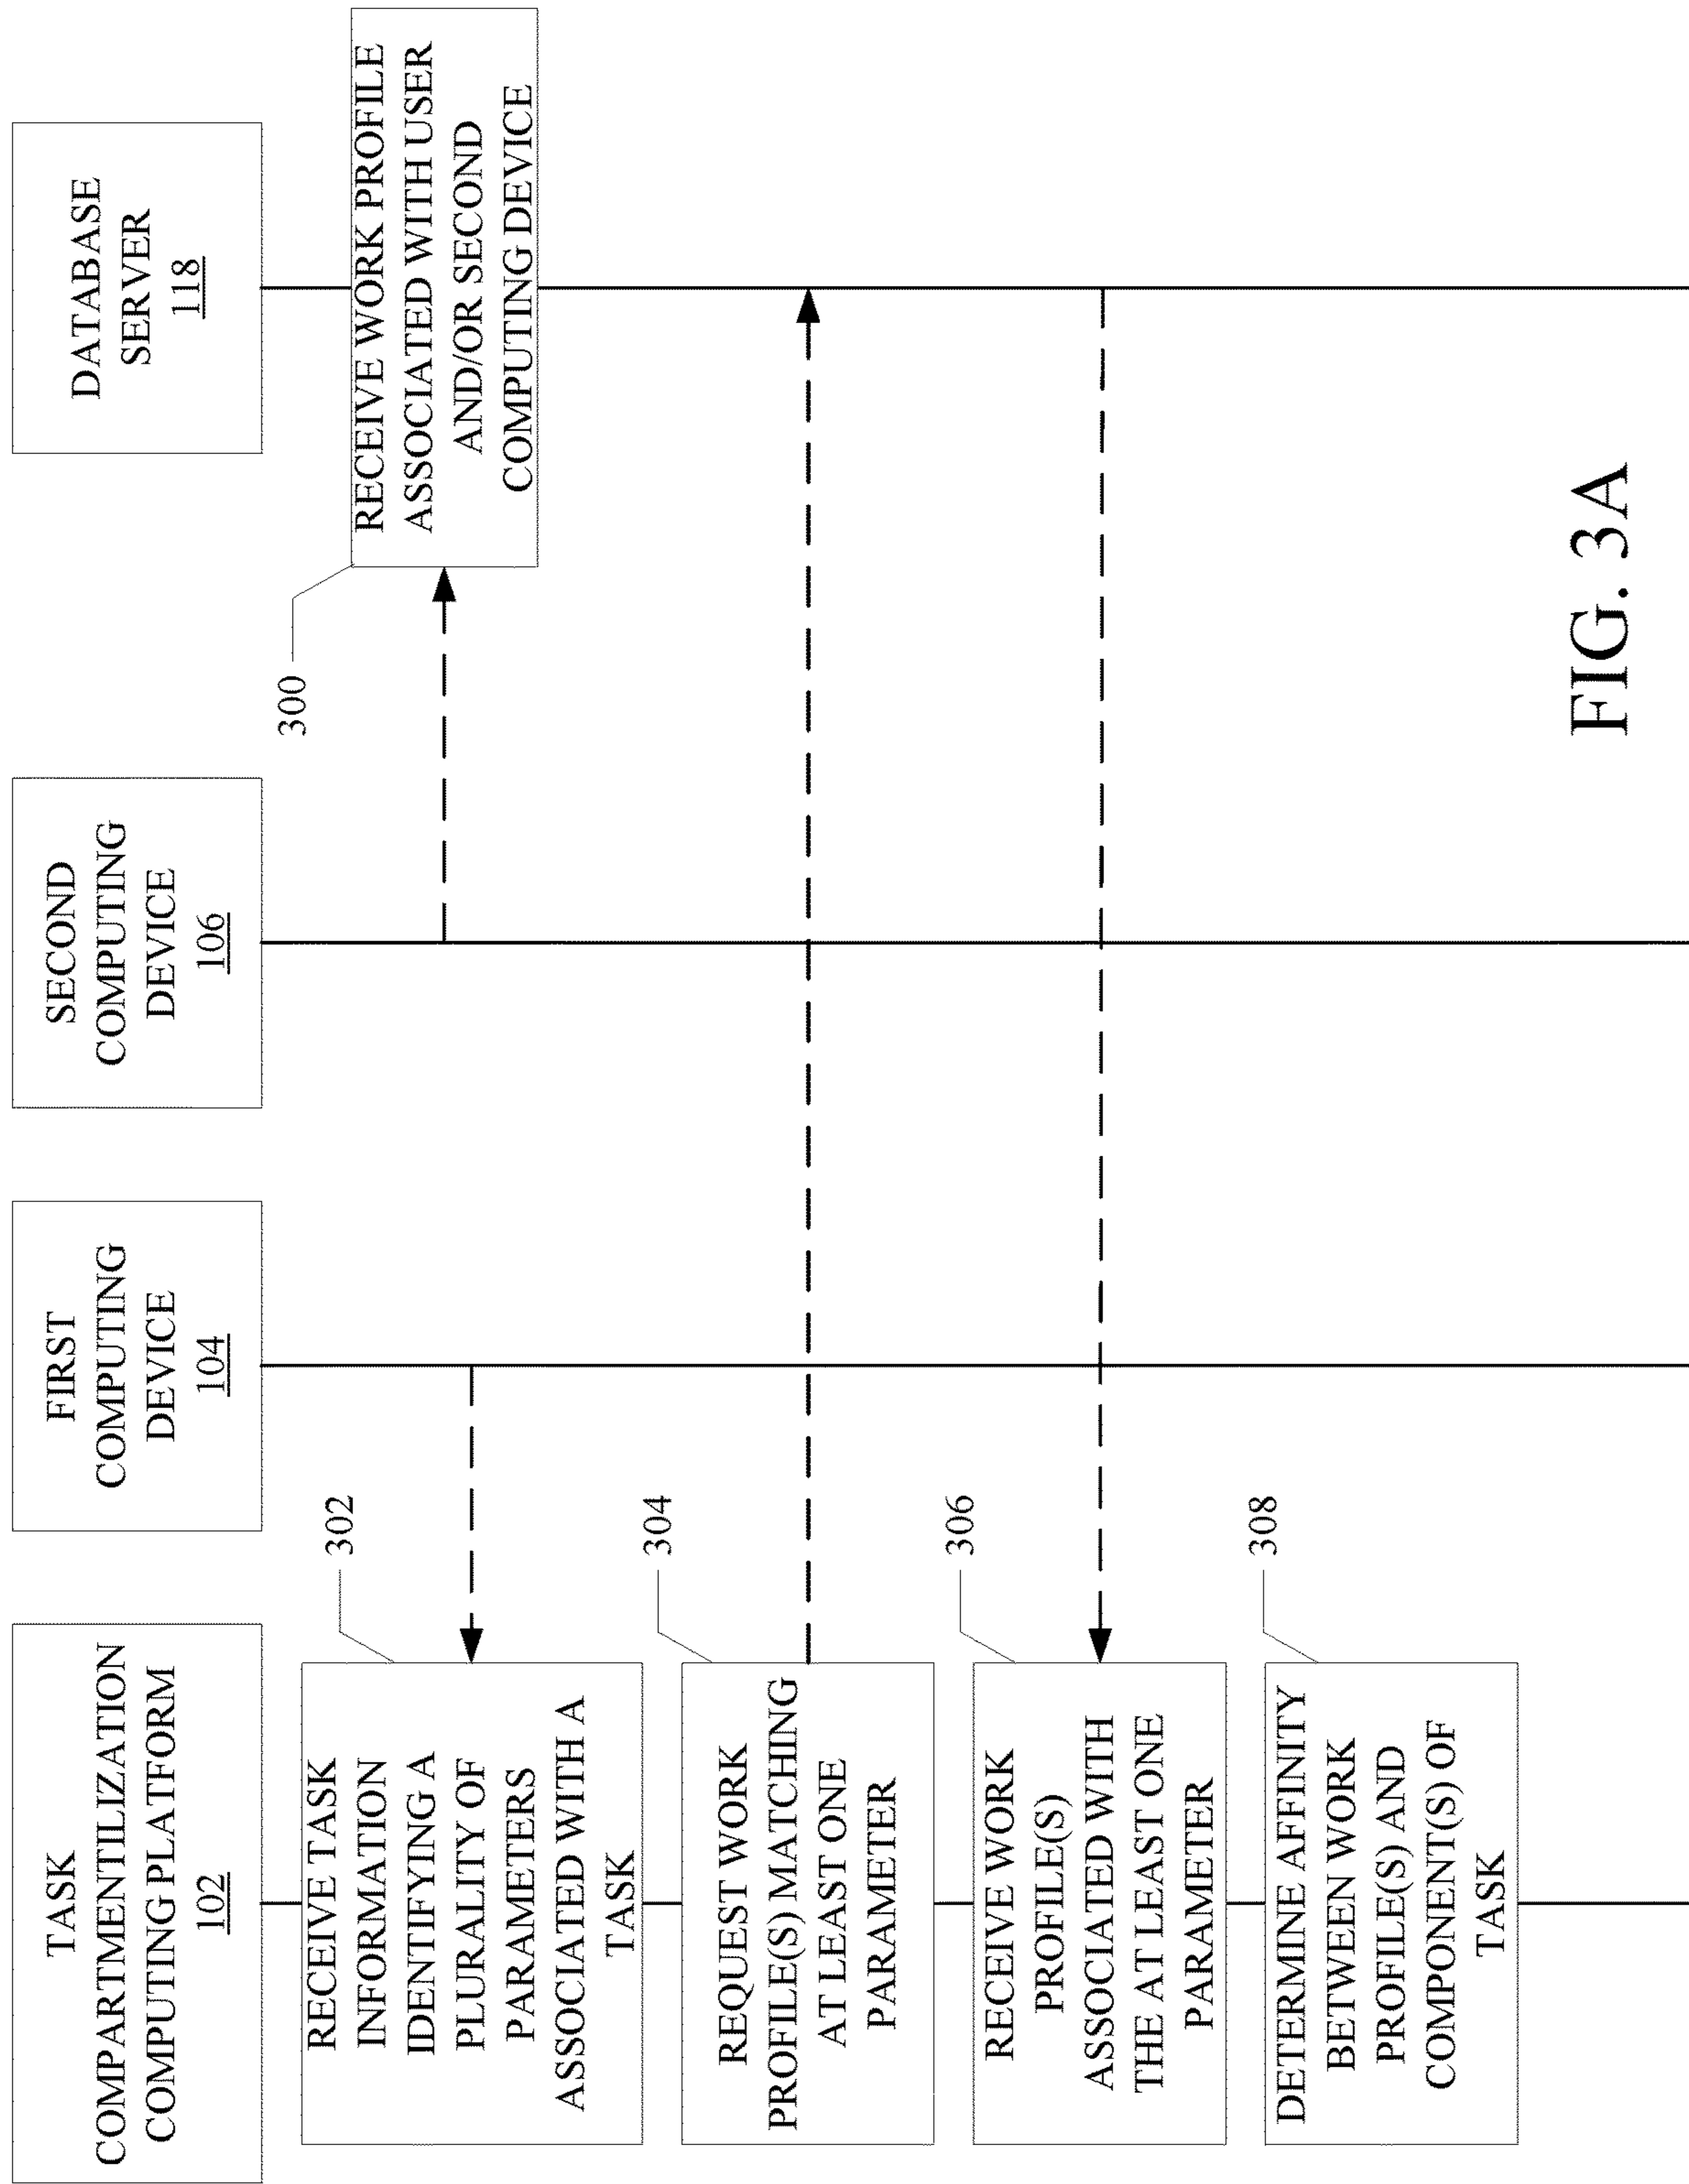 TASK
COMPARTMENTILIZATION
COMPUTING PLATFORM
102
FIRST
COMPUTING
DEVICE
104
SECOND
COMPUTING
DEVICE
106
DATABASE
SERVER
118
300
RECEIVE WORK PROFILE
ASSOCIATED WITH USER
AND/OR SECOND
COMPUTING DEVICE
302
RECEIVE TASK
INFORMATION
IDENTIFYING A
PLURALITY OF
PARAMETERS
ASSOCIATED WITH A
TASK
304
REQUEST WORK
PROFILE(S) MATCHING
AT LEAST ONE
PARAMETER
306
RECEIVE WORK
PROFILE(S)
ASSOCIATED WITH
THE AT LEAST ONE
PARAMETER
308
DETERMINE AFFINITY
BETWEEN WORK
PROFILE(S) AND
COMPONENT(S) OF
TASK
FIG. 3A